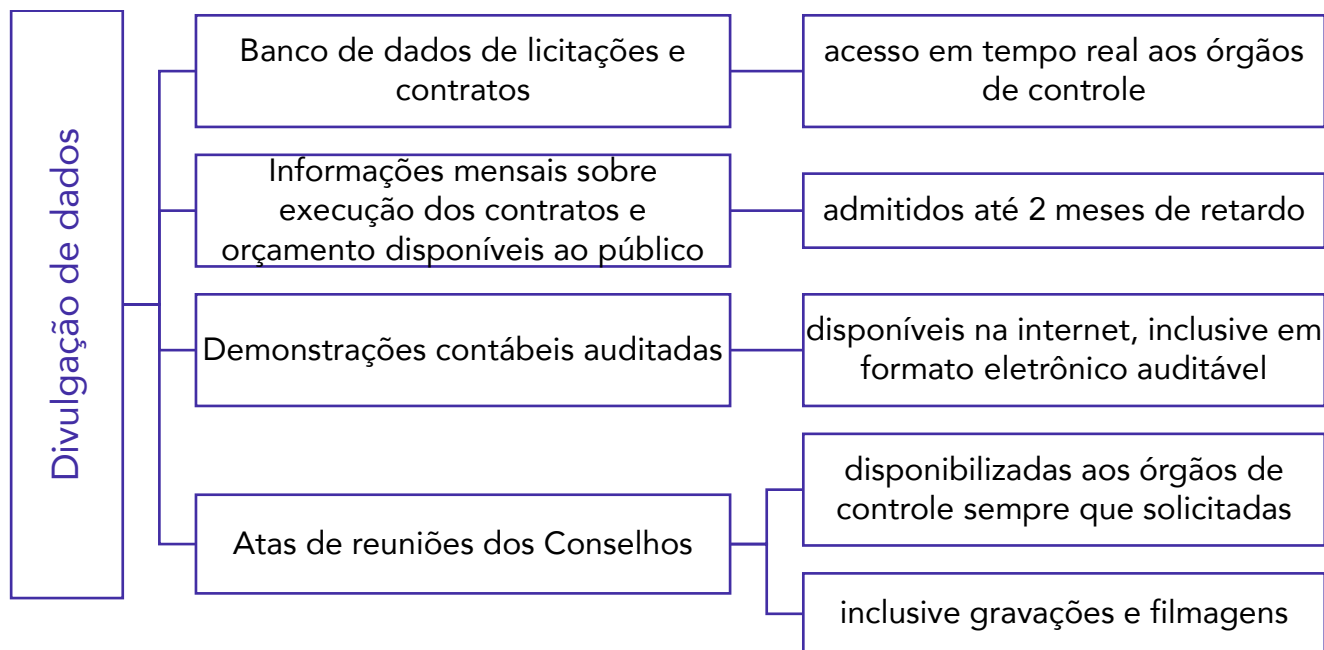 Divulgação de dados
Banco de dados de licitações e
contratos
acesso em tempo real aos órgãos
de controle
Informações mensais sobre
execução dos contratos e
orçamento disponíveis ao público
admitidos até 2 meses de retardo
Demonstrações contábeis auditadas
disponíveis na internet, inclusive em
formato eletrônico auditável
Atas de reuniões dos Conselhos
disponibilizadas aos órgãos de
controle sempre que solicitadas
inclusive gravações e filmagens